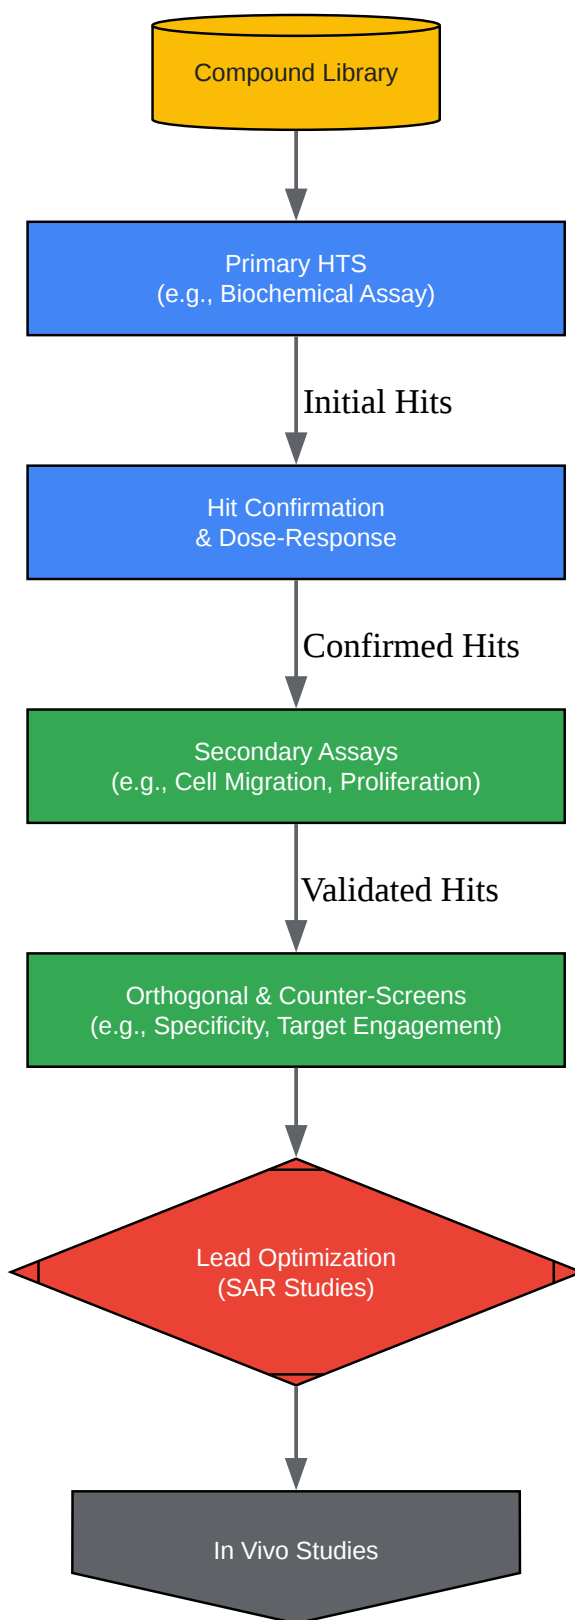 Compound Library
Primary HTS
(e.g., Biochemical Assay)
Initial Hits
Hit Confirmation
& Dose-Response
Confirmed Hits
Secondary Assays
(e.g., Cell Migration, Proliferation)
Validated Hits
Orthogonal & Counter-Screens
(e.g., Specificity, Target Engagement)
Lead Optimization
(SAR Studies)
In Vivo Studies